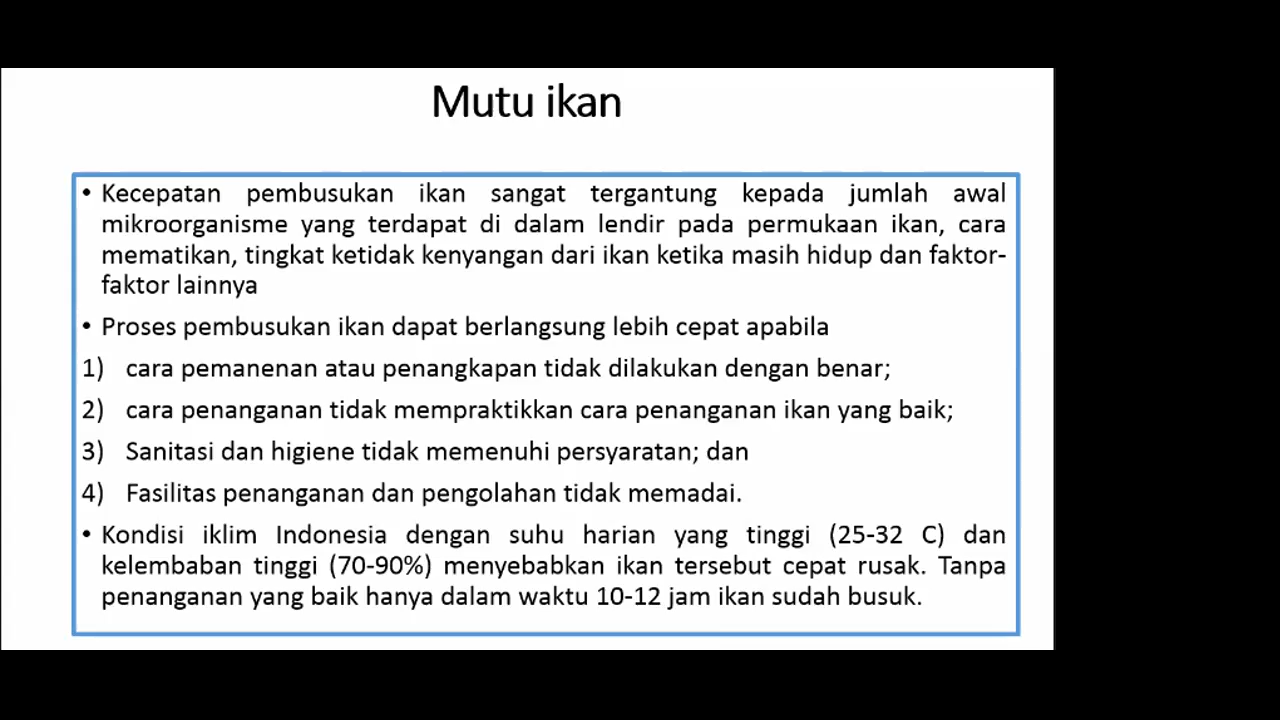 Mutu ikan
• Kecepatan pembusukan ikan sangat tergantung kepada jumlah awal
mikroorganisme yang terdapat di dalam lendir pada permukaan ikan, cara
mematikan, tingkat ketidak kenyangan dari ikan ketika masih hidup dan faktor-
faktor lainnya
• Proses pembusukan ikan dapat berlangsung lebih cepat apabila
1) cara pemanenan atau penangkapan tidak dilakukan dengan benar;
2) cara penanganan tidak mempraktikkan cara penanganan ikan yang baik;
3) Sanitasi dan higiene tidak memenuhi persyaratan; dan
4) Fasilitas penanganan dan pengolahan tidak memadai.
• Kondisi iklim Indonesia dengan suhu harian yang tinggi (25-32 C) dan
kelembaban tinggi (70-90%) menyebabkan ikan tersebut cepat rusak. Tanpa
penanganan yang baik hanya dalam waktu 10-12 jam ikan sudah busuk.